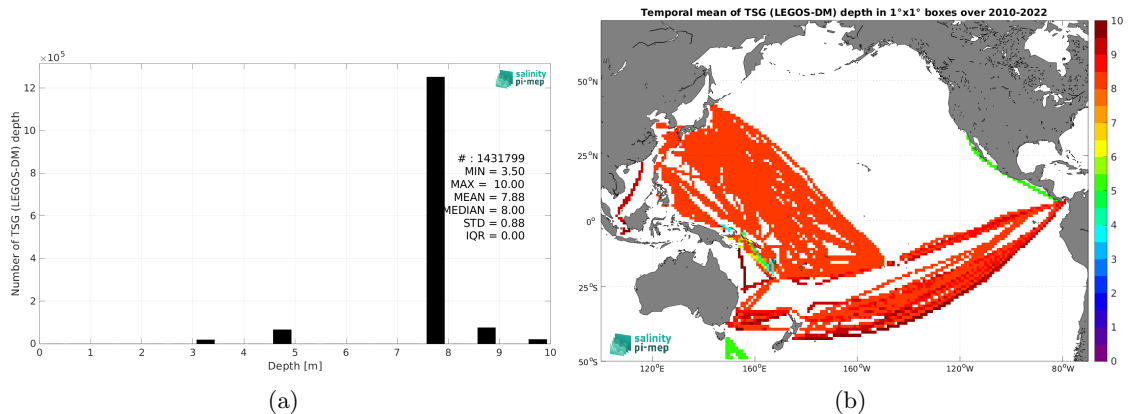 ×10⁵
12
10
8
6
4
2
0
Number of TSG (LEGOS-DM) depth
salinity
pi-mep
# : 1431799
MIN = 3.50
MAX = 10.00
MEAN = 7.88
MEDIAN = 8.00
STD = 0.88
IQR = 0.00
0 1 2 3 4 5 6 7 8 9 10
Depth [m]
(a)
Temporal mean of TSG (LEGOS-DM) depth in 1°x1° boxes over 2010-2022
50°N
25°N
0°
25°S
50°S
120°E 160°E 160°W 120°W 80°W
salinity
pi-mep
10
9
8
7
6
5
4
3
2
1
0
(b)